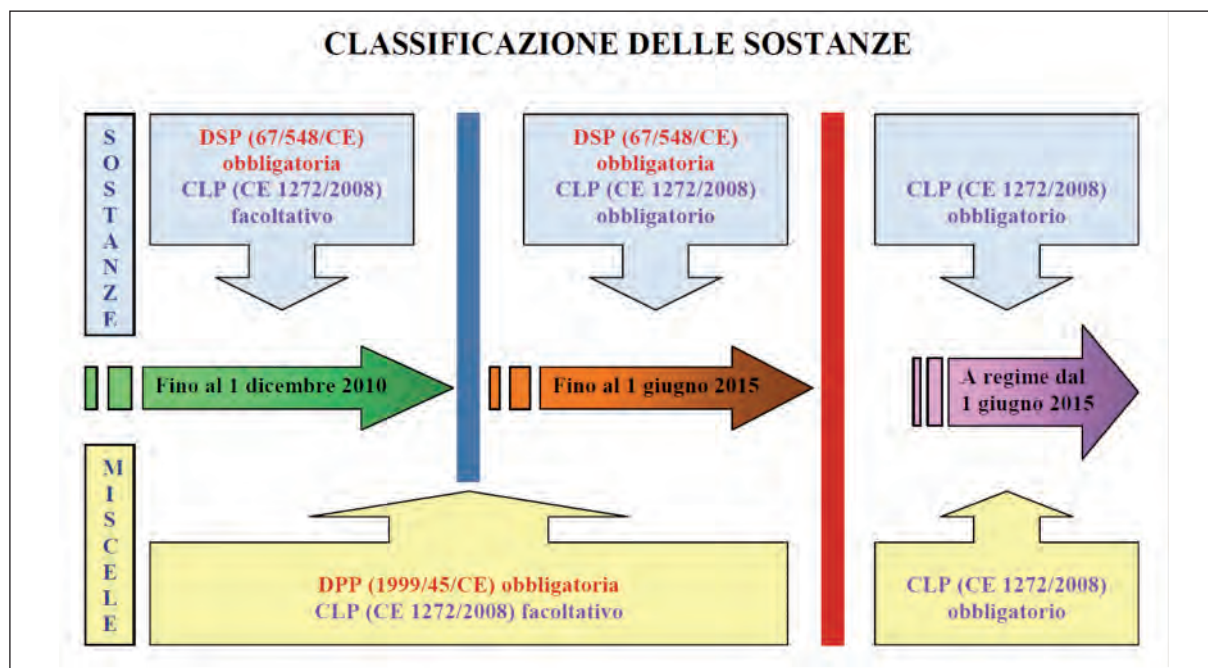 CLASSIFICAZIONE DELLE SOSTANZE
SOSTANZE
DSP (67/548/CE)
obbligatoria
CLP (CE 1272/2008)
facoltativo
DSP (67/548/CE)
obbligatoria
CLP (CE 1272/2008)
obbligatorio
CLP (CE 1272/2008)
obbligatorio
Fino al 1 dicembre 2010
Fino al 1 giugno 2015
A regime dal
1 giugno 2015
MISCELE
DPP (1999/45/CE) obbligatoria
CLP (CE 1272/2008) facoltativo
CLP (CE 1272/2008)
obbligatorio